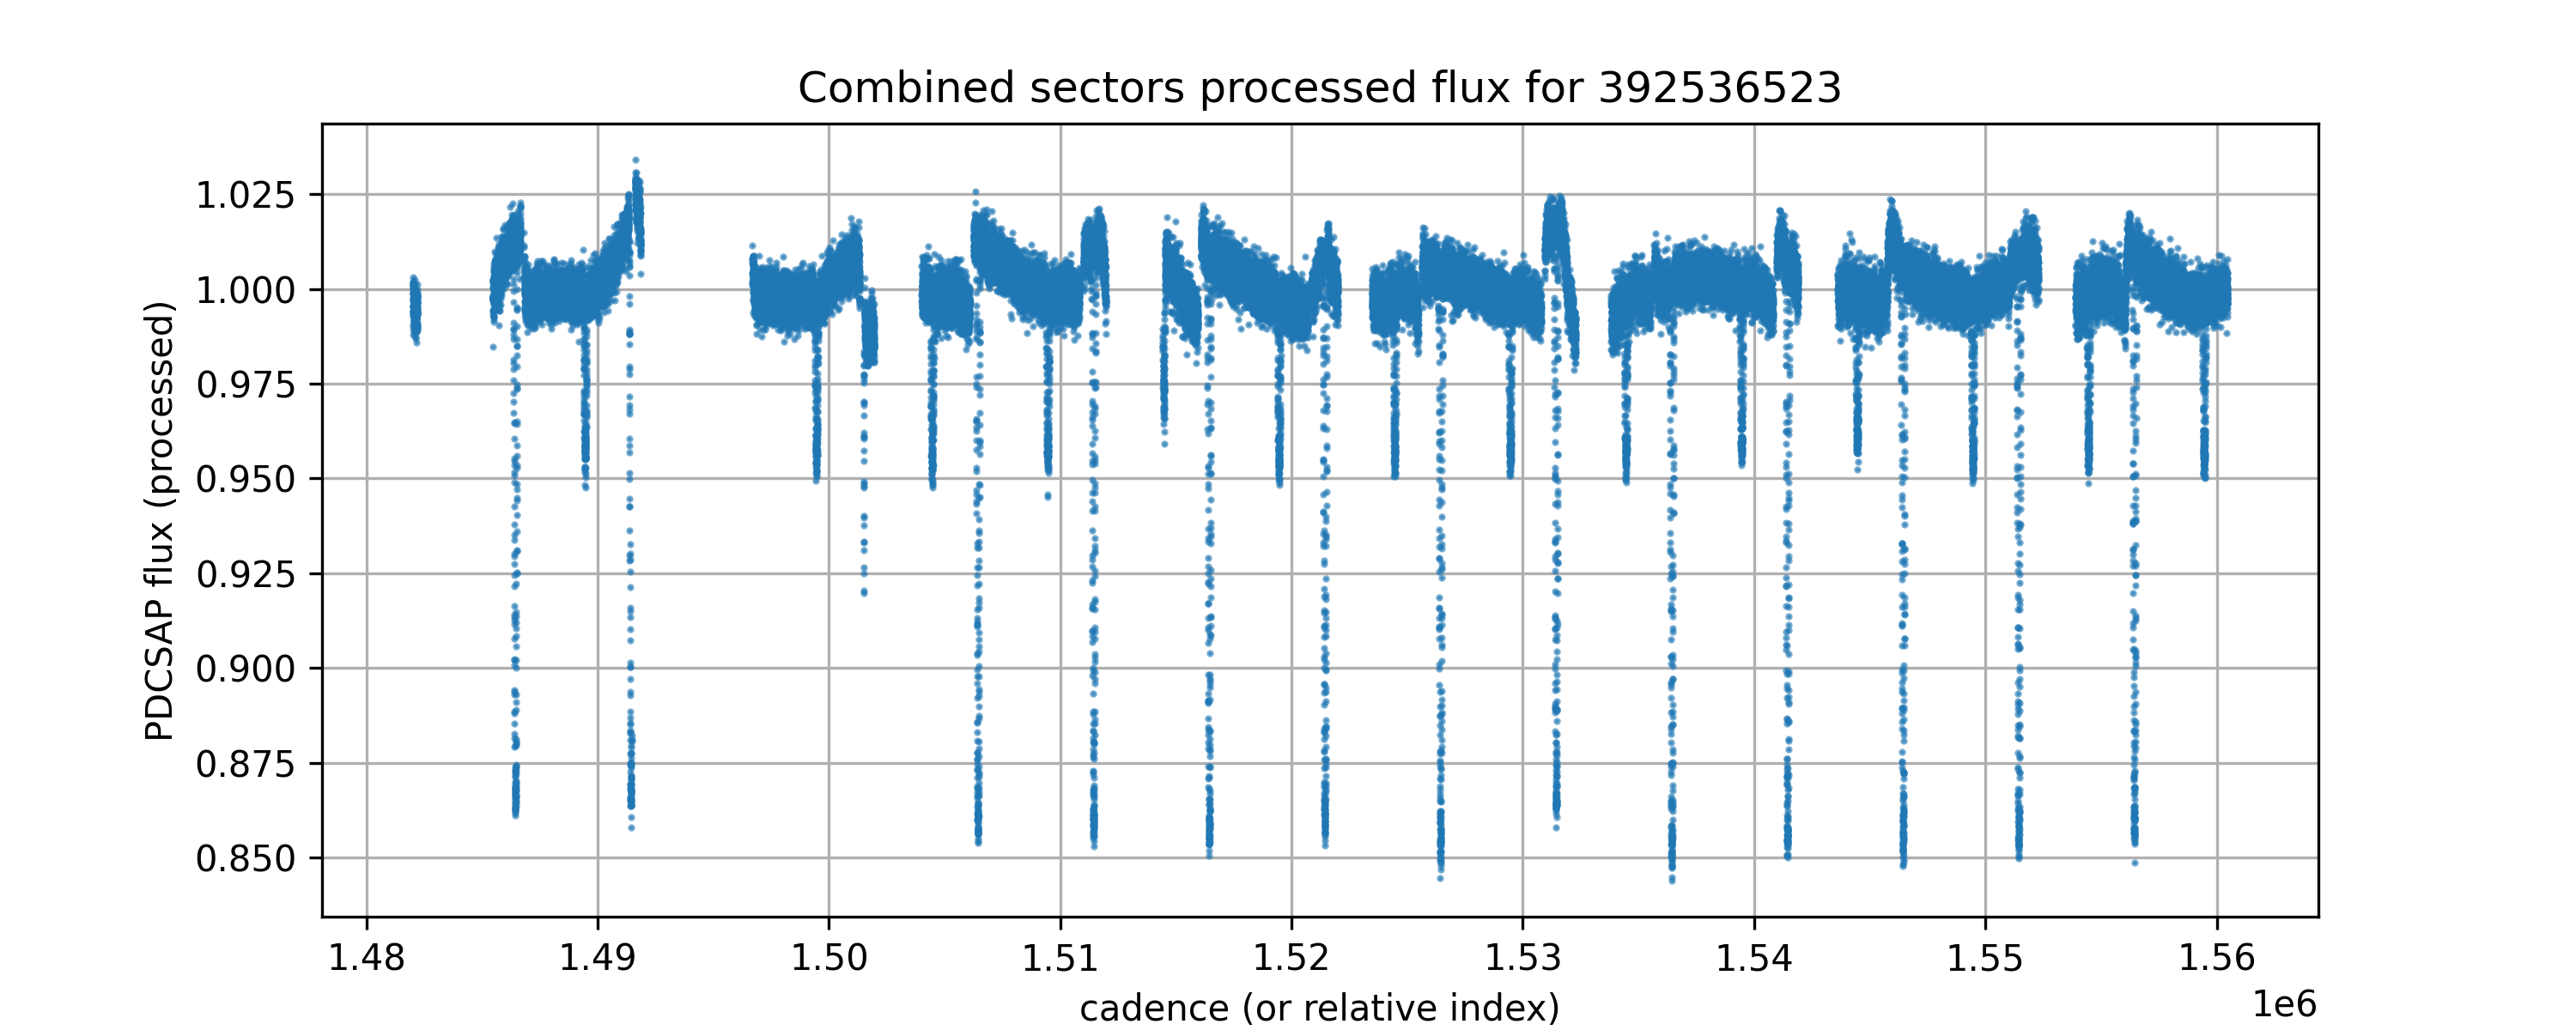 Combined sectors processed flux for 392536523
PDCSAP flux (processed)
1.025
1.000
0.975
0.950
0.925
0.900
0.875
0.850
1.48 1.49 1.50 1.51 1.52 1.53 1.54 1.55 1.56
1e6
cadence (or relative index)